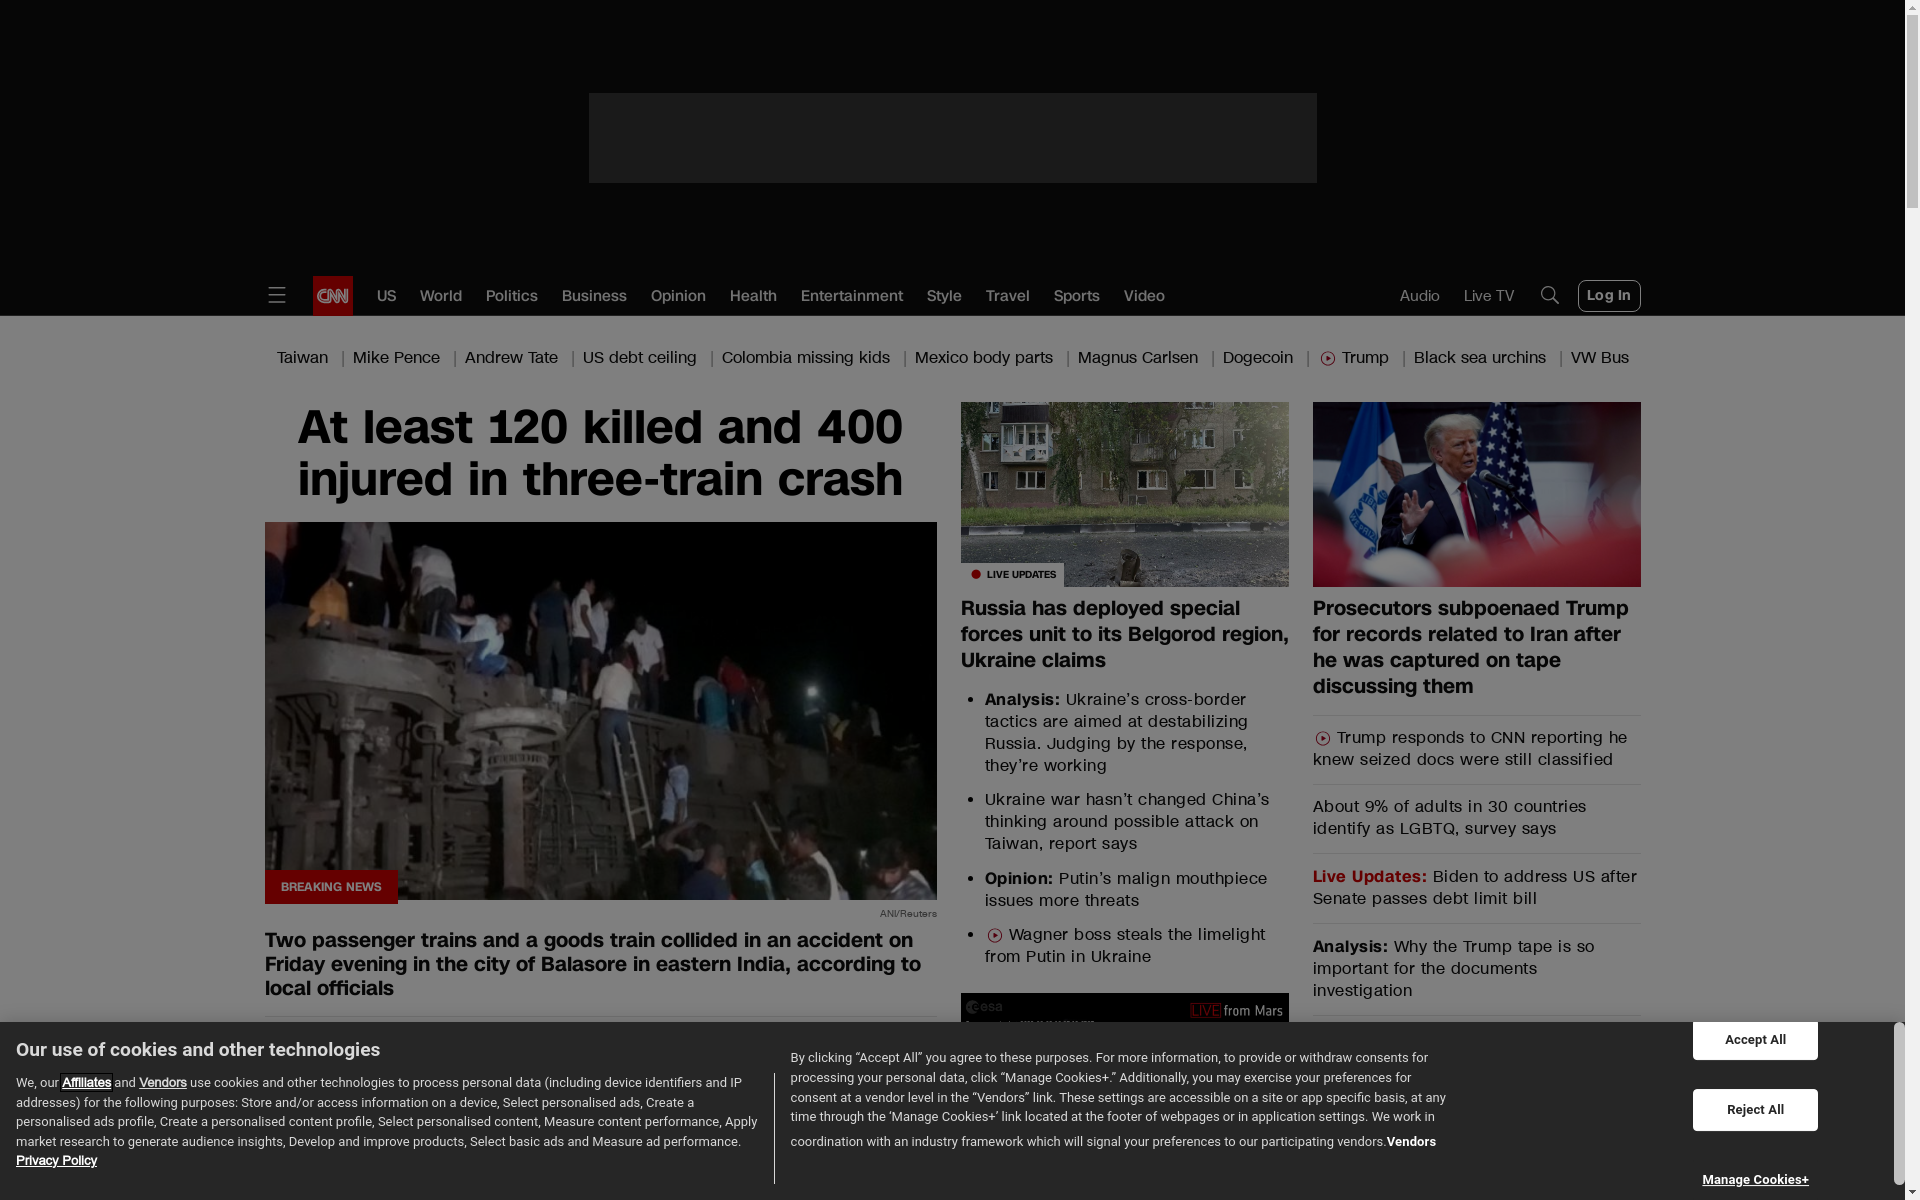 CNN
US World Politics Business Opinion Health Entertainment Style Travel Sports Video
Audio Live TV Log In
Taiwan | Mike Pence | Andrew Tate | US debt ceiling | Colombia missing kids | Mexico body parts | Magnus Carlsen | Dogecoin | Trump | Black sea urchins | VW Bus
At least 120 killed and 400
injured in three-train crash
BREAKING NEWS
ANI/Reuters
Two passenger trains and a goods train collided in an accident on
Friday evening in the city of Balasore in eastern India, according to
local officials
LIVE UPDATES
Russia has deployed special
forces unit to its Belgorod region,
Ukraine claims
Analysis: Ukraine’s cross-border
tactics are aimed at destabilizing
Russia. Judging by the response,
they’re working
Ukraine war hasn’t changed China’s
thinking around possible attack on
Taiwan, report says
Opinion: Putin’s malign mouthpiece
issues more threats
Wagner boss steals the limelight
from Putin in Ukraine
esa
LIVE from Mars
Prosecutors subpoenaed Trump
for records related to Iran after
he was captured on tape
discussing them
Trump responds to CNN reporting he
knew seized docs were still classified
About 9% of adults in 30 countries
identify as LGBTQ, survey says
Live Updates: Biden to address US after
Senate passes debt limit bill
Analysis: Why the Trump tape is so
important for the documents
investigation
Our use of cookies and other technologies
We, our Affiliates and Vendors use cookies and other technologies to process personal data (including device identifiers and IP
addresses) for the following purposes: Store and/or access information on a device, Select personalised ads, Create a
personalised ads profile, Create a personalised content profile, Select personalised content, Measure content performance, Apply
market research to generate audience insights, Develop and improve products, Select basic ads and Measure ad performance.
Privacy Policy
By clicking “Accept All” you agree to these purposes. For more information, to provide or withdraw consents for
processing your personal data, click “Manage Cookies+.” Additionally, you may exercise your preferences for
consent at a vendor level in the “Vendors” link. These settings are accessible on a site or app specific basis, at any
time through the ‘Manage Cookies+’ link located at the footer of webpages or in application settings. We work in
coordination with an industry framework which will signal your preferences to our participating vendors.Vendors
Accept All
Reject All
Manage Cookies+